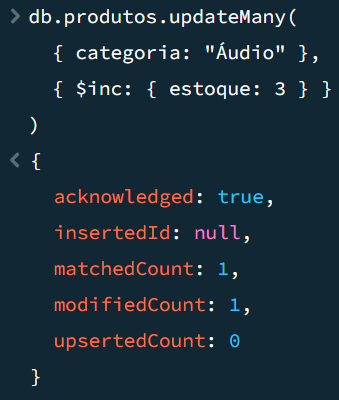 > db.produtos.updateMany(
{ categoria: "Áudio" },
{ $inc: { estoque: 3 } }
)
< {
acknowledged: true,
insertedId: null,
matchedCount: 1,
modifiedCount: 1,
upsertedCount: 0
}